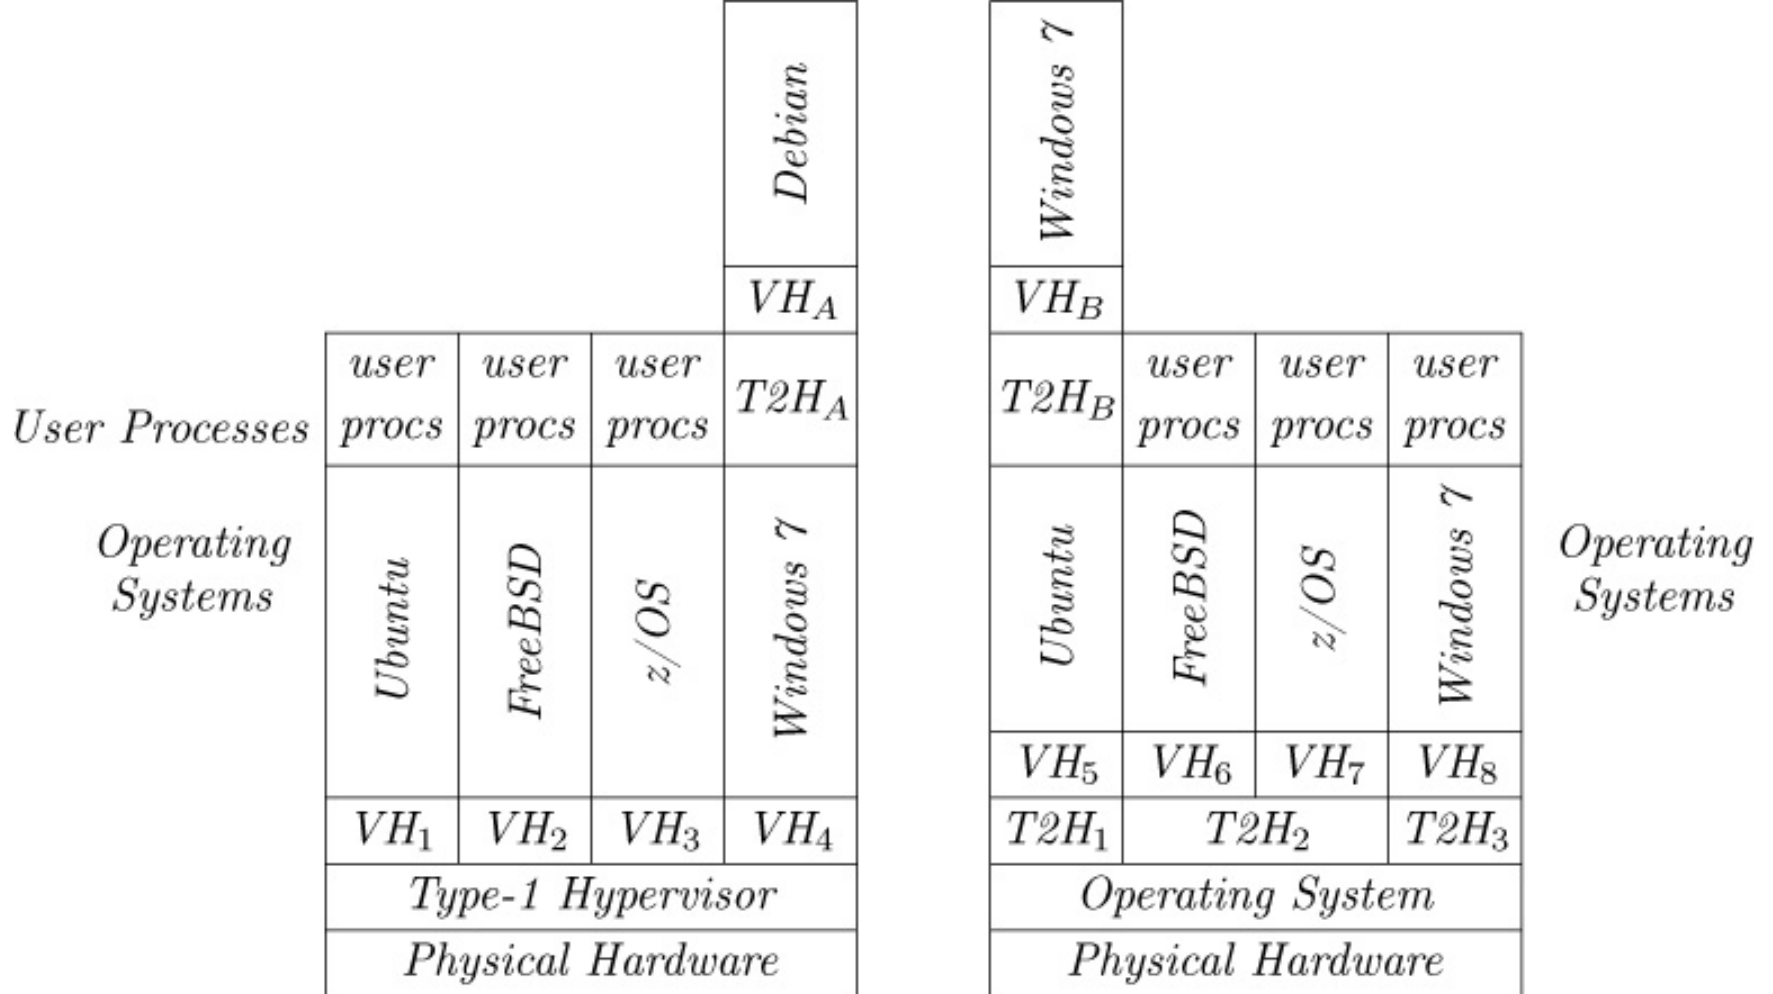 Debian
Windows 7
VH_A
VH_B
user procs
user procs
user procs
T2H_A
T2H_B
user procs
user procs
user procs
User Processes
Operating Systems
Ubuntu
FreeBSD
z/OS
Windows 7
Ubuntu
FreeBSD
z/OS
Windows 7
Operating Systems
VH_5
VH_6
VH_7
VH_8
VH_1
VH_2
VH_3
VH_4
T2H_1
T2H_2
T2H_3
Type-1 Hypervisor
Operating System
Physical Hardware
Physical Hardware